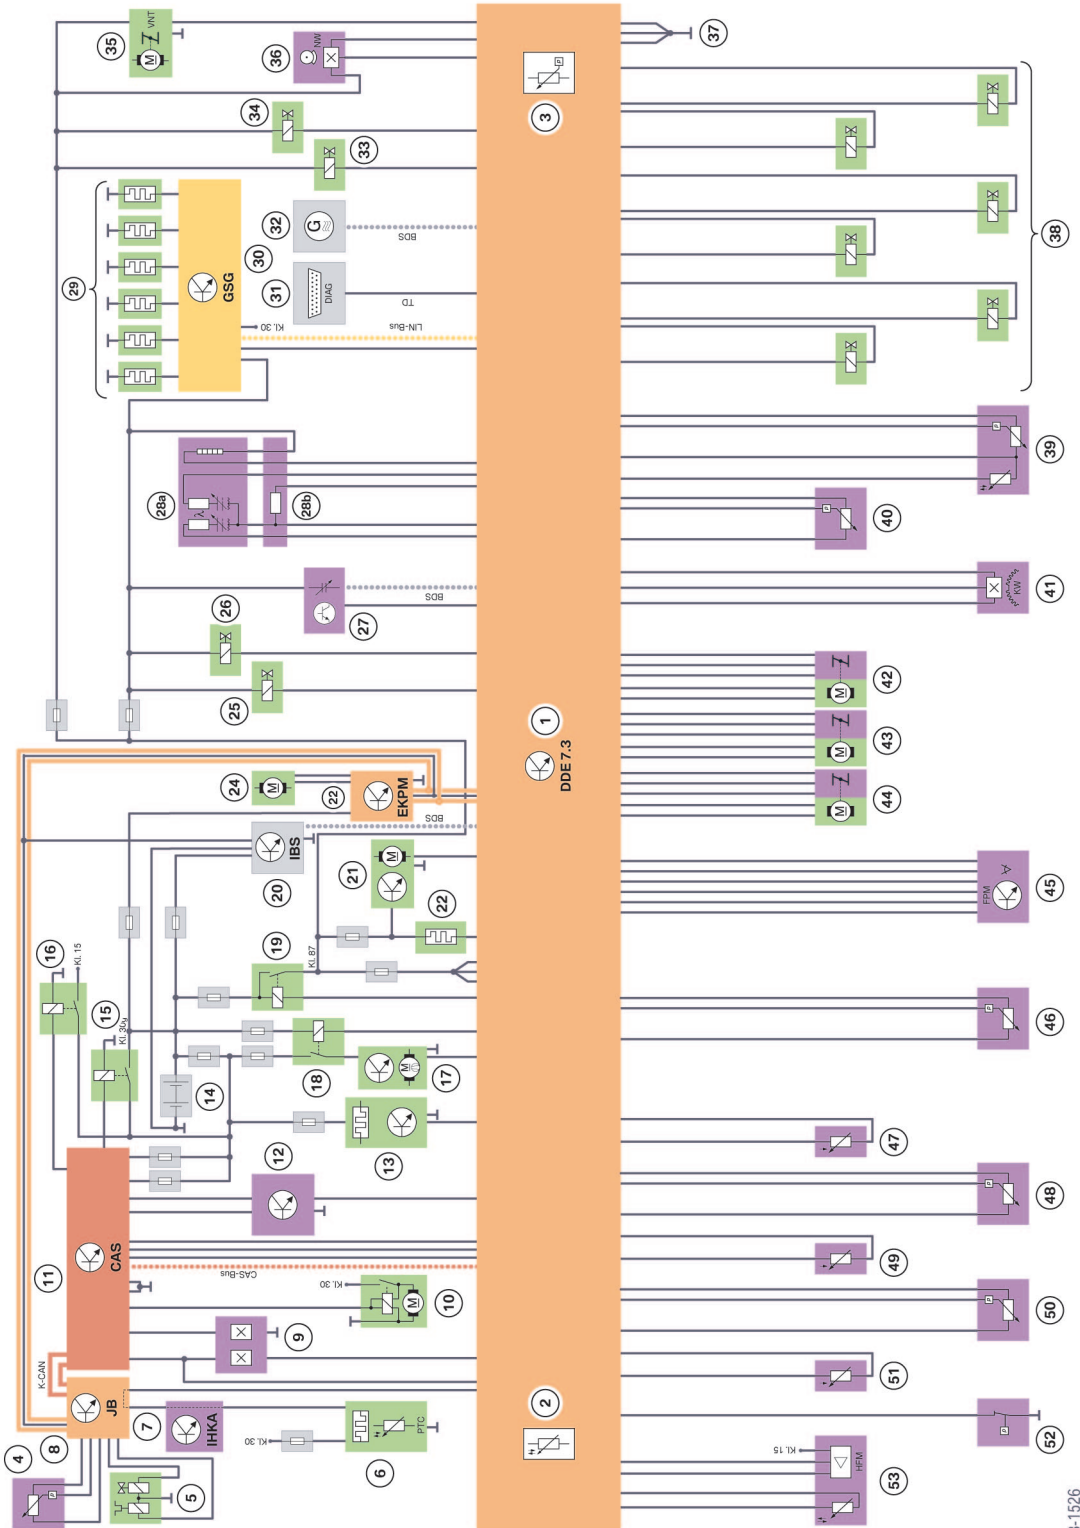 35
VNT
M
36
NW
37
3
P
34
33
38
29
32
G
BDS
30
GSG
31
DIAG
TD
Kl. 30
LIN-Bus
28a
λ
28b
39
P
40
P
27
BDS
41
KW
26
25
42
M
1
DDE 7.3
43
M
44
M
24
M
22
EKPM
BDS
20
IBS
21
M
22
45
FPM
16
Kl. 15
19
Kl. 87
15
Kl. 30g
14
18
17
M
46
P
13
12
47
48
P
11
CAS
CAS-Bus
49
Kl. 30
10
M
9
50
P
K-CAN
JB
8
7
IHKA
51
2
4
P
5
Kl.30
6
PTC
52
P
Kl. 15
HFM
53
-1526